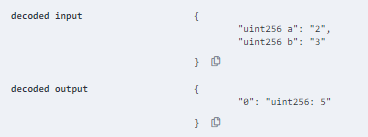 decoded input {
"uint256 a": "2",
"uint256 b": "3"
}
decoded output {
"0": "uint256: 5"
}